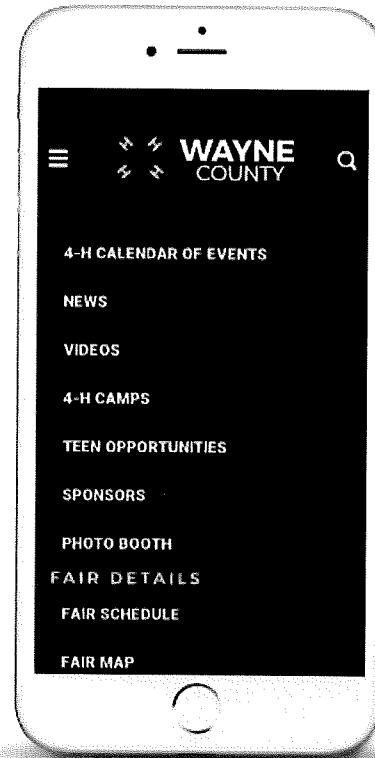 H H WAYNE
H H COUNTY
4-H CALENDAR OF EVENTS
NEWS
VIDEOS
4-H CAMPS
TEEN OPPORTUNITIES
SPONSORS
PHOTO BOOTH
FAIR DETAILS
FAIR SCHEDULE
FAIR MAP